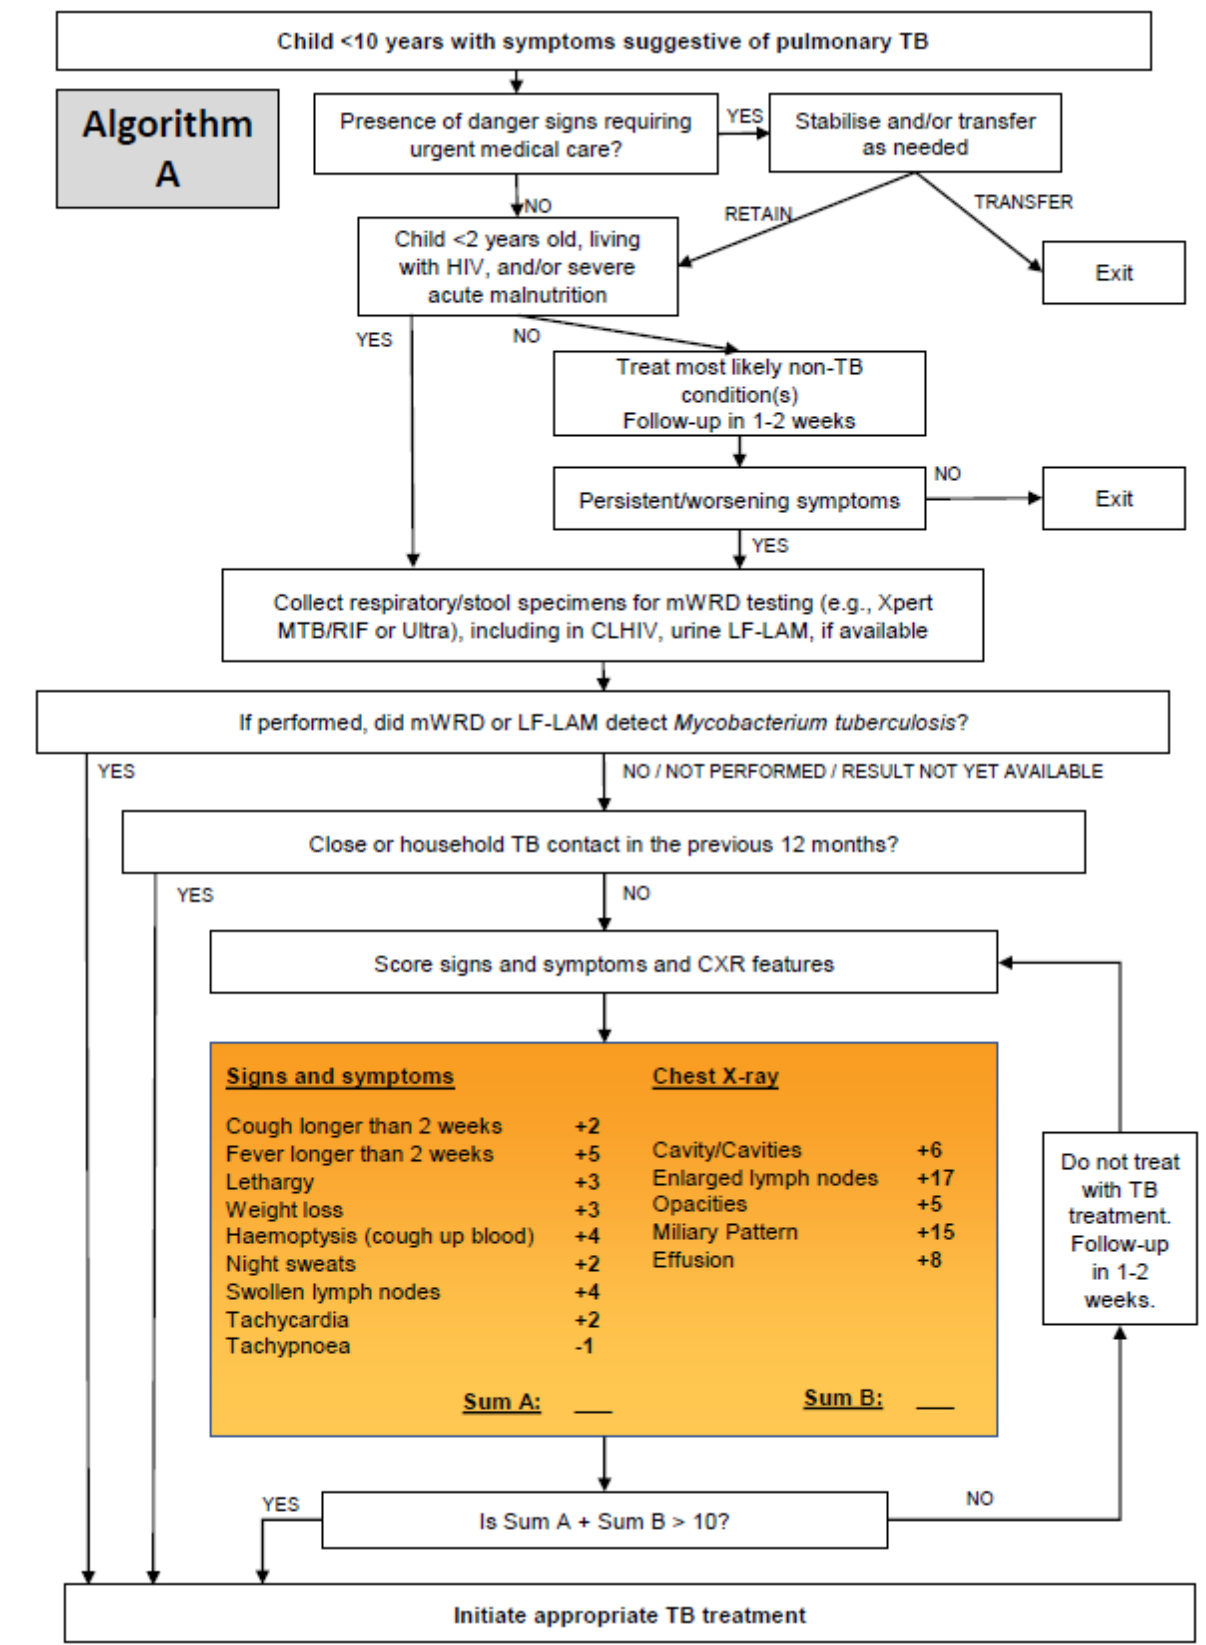 Child <10 years with symptoms suggestive of pulmonary TB
Algorithm
A
Presence of danger signs requiring
urgent medical care?
YES
Stabilise and/or transfer
as needed
NO
RETAIN
TRANSFER
Child <2 years old, living
with HIV, and/or severe
acute malnutrition
Exit
YES
NO
Treat most likely non-TB
condition(s)
Follow-up in 1-2 weeks
Persistent/worsening symptoms
NO
Exit
YES
Collect respiratory/stool specimens for mWRD testing (e.g., Xpert
MTB/RIF or Ultra), including in CLHIV, urine LF-LAM, if available
If performed, did mWRD or LF-LAM detect Mycobacterium tuberculosis?
YES
NO / NOT PERFORMED / RESULT NOT YET AVAILABLE
Close or household TB contact in the previous 12 months?
YES
NO
Score signs and symptoms and CXR features
Signs and symptoms
Cough longer than 2 weeks +2
Fever longer than 2 weeks +5
Lethargy +3
Weight loss +3
Haemoptysis (cough up blood) +4
Night sweats +2
Swollen lymph nodes +4
Tachycardia +2
Tachypnoea -1
Sum A: ___
Chest X-ray
Cavity/Cavities +6
Enlarged lymph nodes +17
Opacities +5
Miliary Pattern +15
Effusion +8
Sum B: ___
Do not treat
with TB
treatment.
Follow-up
in 1-2
weeks.
Is Sum A + Sum B > 10?
YES
NO
Initiate appropriate TB treatment